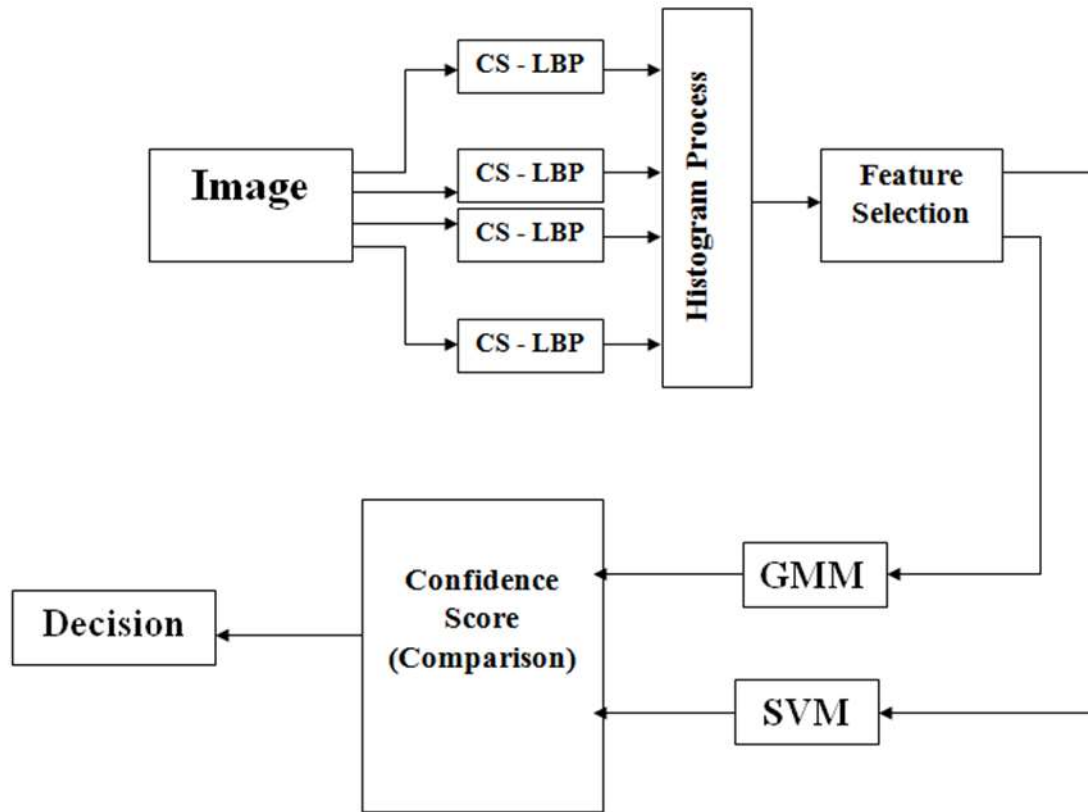 CS - LBP
CS - LBP
CS - LBP
CS - LBP
Image
Histogram Process
Feature
Selection
GMM
SVM
Confidence
Score
(Comparison)
Decision